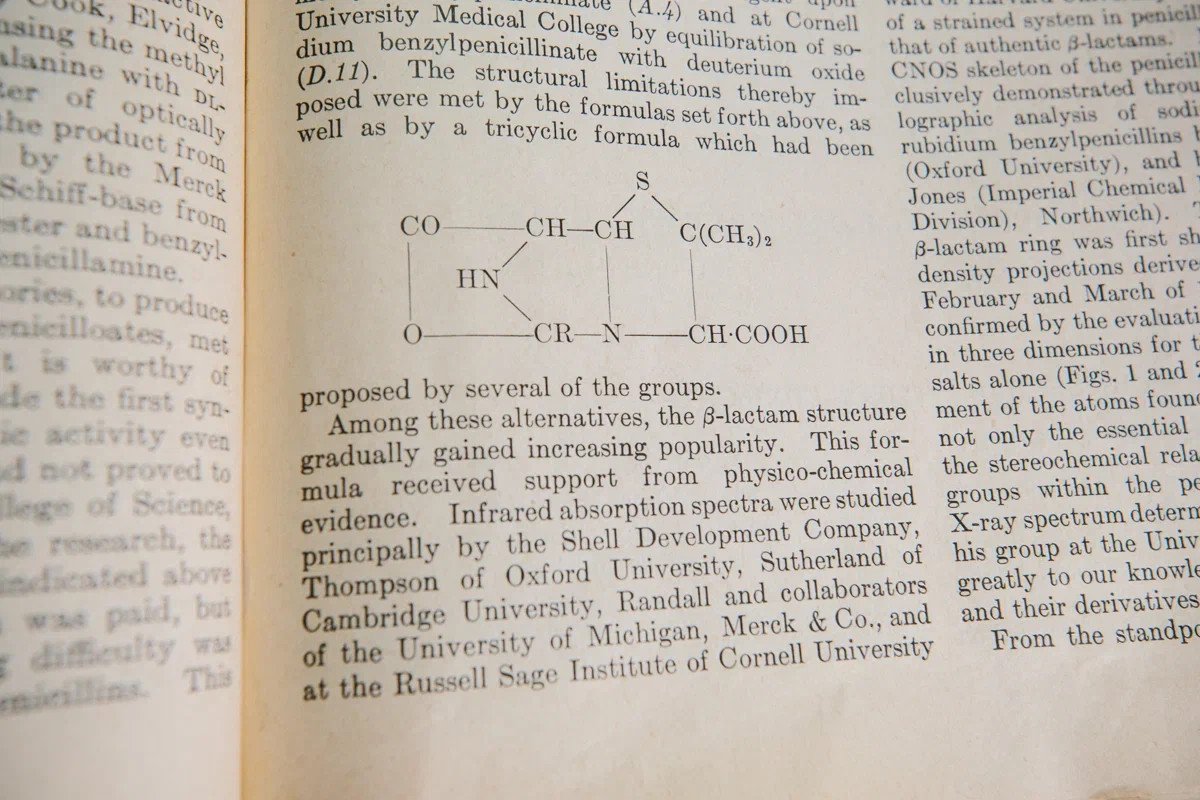 ctive
Cook, Elvidge,
using the methyl
alanine with DL-
of optically
the product from
by the Merck
Schiff-base from
and benzyl-
enicillamine.
to produce
enicilloates, met
is worthy of
the first syn-
activity even
not proved to
of Science,
research, the
indicated above
was paid, but
difficulty was
This
(A.4) and at Cornell
University Medical College by equilibration of so-
dium benzylpenicillinate with deuterium oxide
(D.11). The structural limitations thereby im-
posed were met by the formulas set forth above, as
well as by a tricyclic formula which had been
S
CO CH—CH C(CH3)2
HN
O CR—N CH·COOH
proposed by several of the groups.
Among these alternatives, the β-lactam structure
gradually gained increasing popularity. This for-
mula received support from physico-chemical
evidence. Infrared absorption spectra were studied
principally by the Shell Development Company,
Thompson of Oxford University, Sutherland of
Cambridge University, Randall and collaborators
of the University of Michigan, Merck & Co., and
at the Russell Sage Institute of Cornell University
of a strained system in penicil
that of authentic β-lactams.
CNOS skeleton of the penicil
clusively demonstrated throu
lographic analysis of sodi
rubidium benzylpenicillins
(Oxford University), and
Jones (Imperial Chemical
Division), Northwich).
β-lactam ring was first sh
density projections derive
February and March of
confirmed by the evaluati
in three dimensions for t
salts alone (Figs. 1 and
ment of the atoms foun
not only the essential
the stereochemical rela
groups within the pe
X-ray spectrum determ
his group at the Univ
greatly to our knowle
and their derivatives
From the standpo